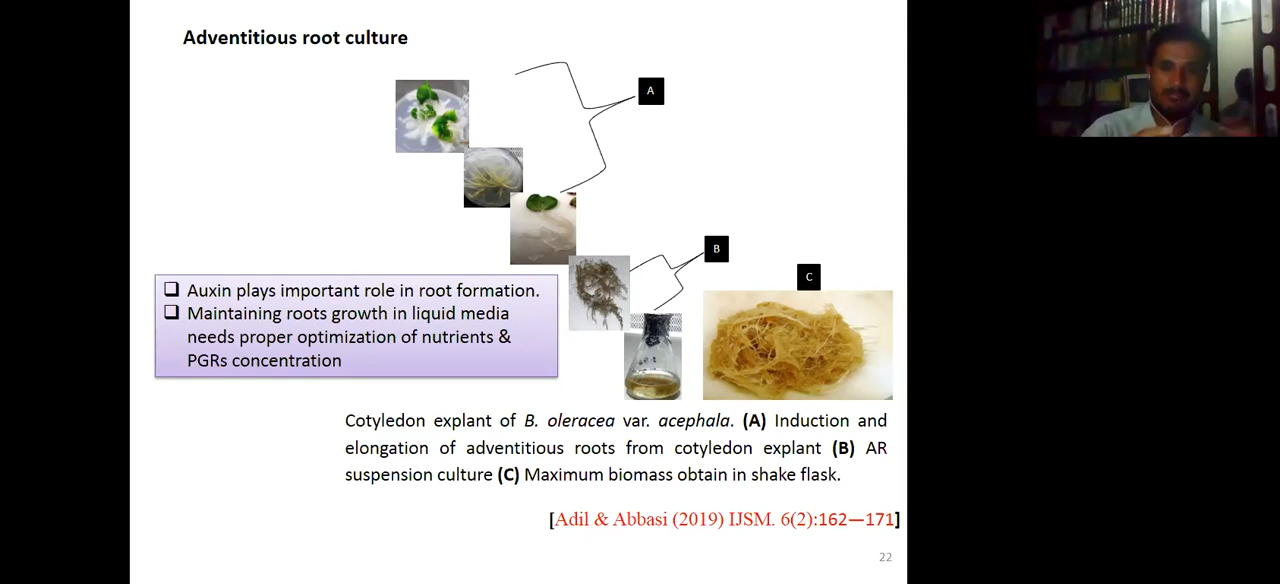 Adventitious root culture
A
B
C
❑ Auxin plays important role in root formation.
❑ Maintaining roots growth in liquid media
needs proper optimization of nutrients &
PGRs concentration
Cotyledon explant of B. oleracea var. acephala. (A) Induction and
elongation of adventitious roots from cotyledon explant (B) AR
suspension culture (C) Maximum biomass obtain in shake flask.
[Adil & Abbasi (2019) IJSM. 6(2):162—171]
22